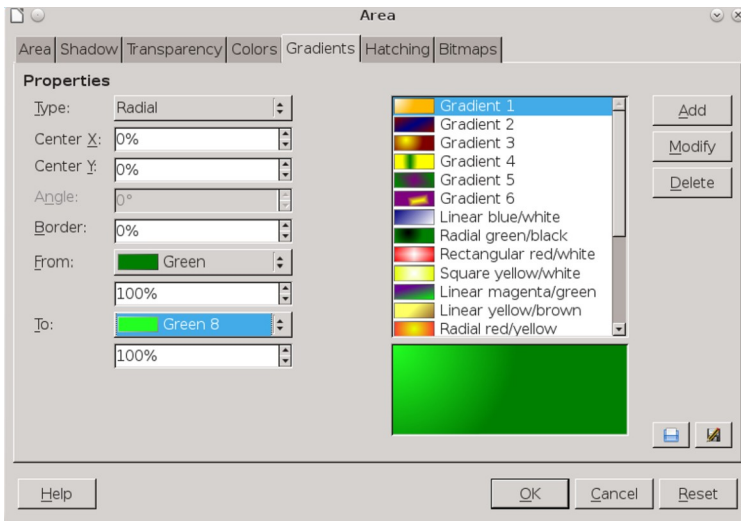 Area
Area Shadow Transparency Colors Gradients Hatching Bitmaps
Properties
Type: Radial
Center X: 0%
Center Y: 0%
Angle: 0°
Border: 0%
From: Green
100%
To: Green 8
100%
Gradient 1
Gradient 2
Gradient 3
Gradient 4
Gradient 5
Gradient 6
Linear blue/white
Radial green/black
Rectangular red/white
Square yellow/white
Linear magenta/green
Linear yellow/brown
Radial red/yellow
Add
Modify
Delete
Help
OK
Cancel
Reset